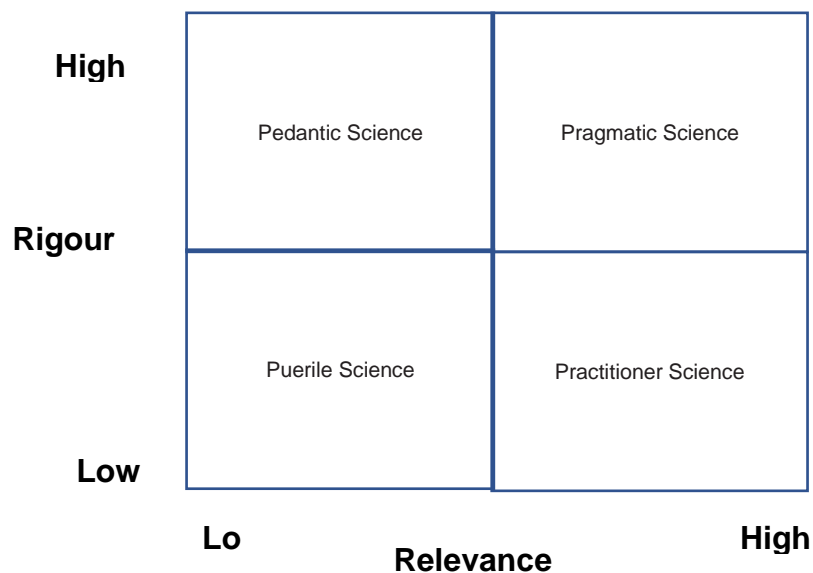 High
Pedantic Science
Pragmatic Science
Rigour
Puerile Science
Practitioner Science
Low
Lo
High
Relevance